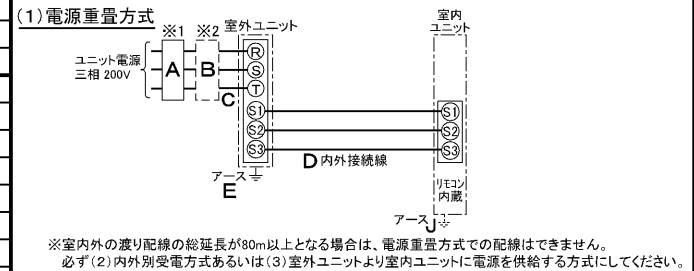 (1)電源重畳方式
※1 ※2 室外ユニット
室内
ユニット
ユニット電源
三相 200V
A B
R
S
T
C
S1 S1
S2 S2
S3 S3
D 内外接続線
アース
E
リモコン
内蔵
アース J
※室内外の渡り配線の総延長が80m以上となる場合は、電源重畳方式での配線はできません。
必ず(2)内外別受電方式あるいは(3)室外ユニットより室内ユニットに電源を供給する方式にしてください。